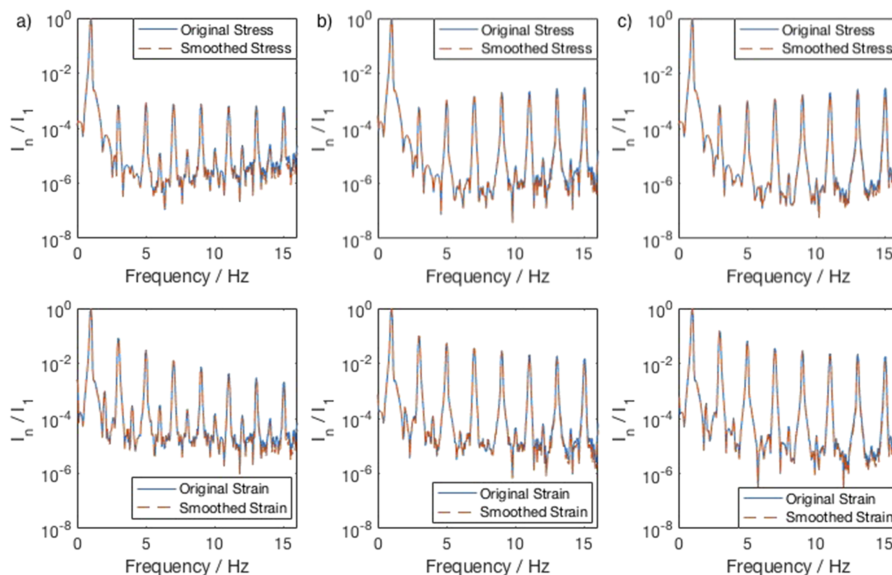 a)
10^0
10^-2
10^-4
10^-6
10^-8
I_n / I_1
Original Stress
Smoothed Stress
0 5 10 15
Frequency / Hz
b)
10^0
10^-2
10^-4
10^-6
10^-8
I_n / I_1
Original Stress
Smoothed Stress
0 5 10 15
Frequency / Hz
c)
10^0
10^-2
10^-4
10^-6
10^-8
I_n / I_1
Original Stress
Smoothed Stress
0 5 10 15
Frequency / Hz
10^0
10^-2
10^-4
10^-6
10^-8
I_n / I_1
Original Strain
Smoothed Strain
0 5 10 15
Frequency / Hz
10^0
10^-2
10^-4
10^-6
10^-8
I_n / I_1
Original Strain
Smoothed Strain
0 5 10 15
Frequency / Hz
10^0
10^-2
10^-4
10^-6
10^-8
I_n / I_1
Original Strain
Smoothed Strain
0 5 10 15
Frequency / Hz